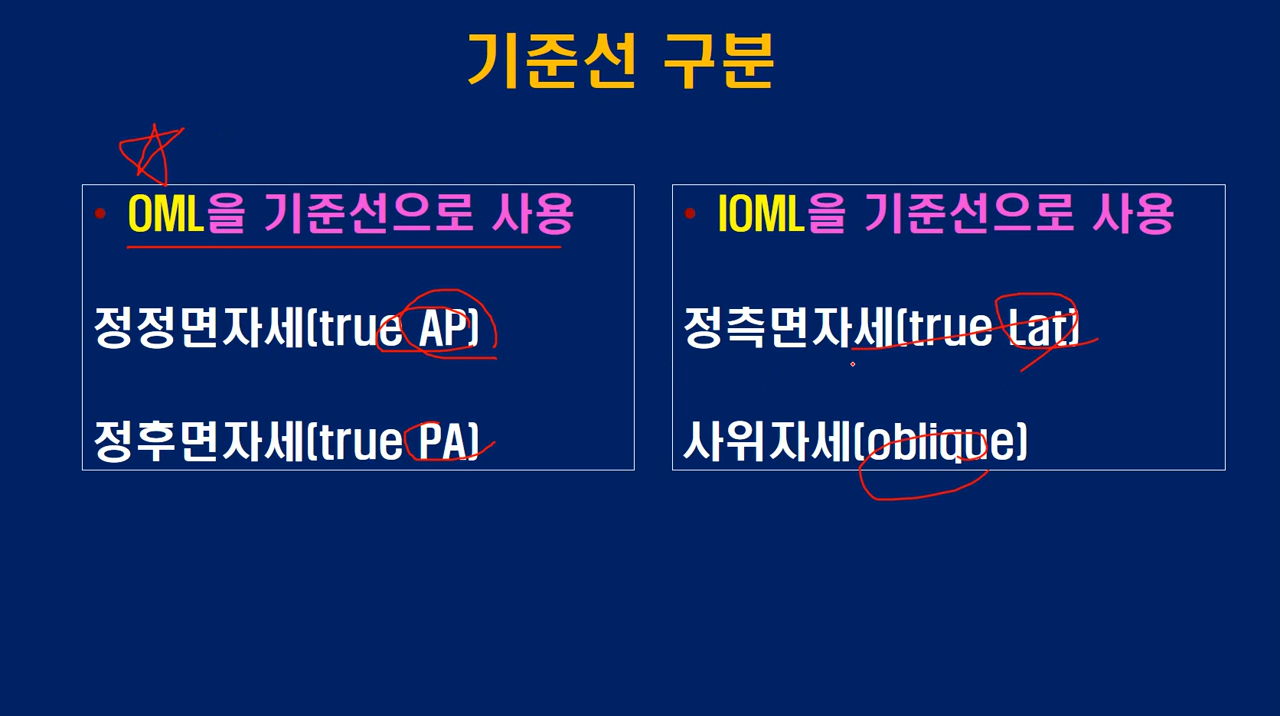 기준선 구분
• OML을 기준선으로 사용
정정면자세(true AP)
정후면자세(true PA)
• IOML을 기준선으로 사용
정측면자세(true Lat)
사위자세(oblique)